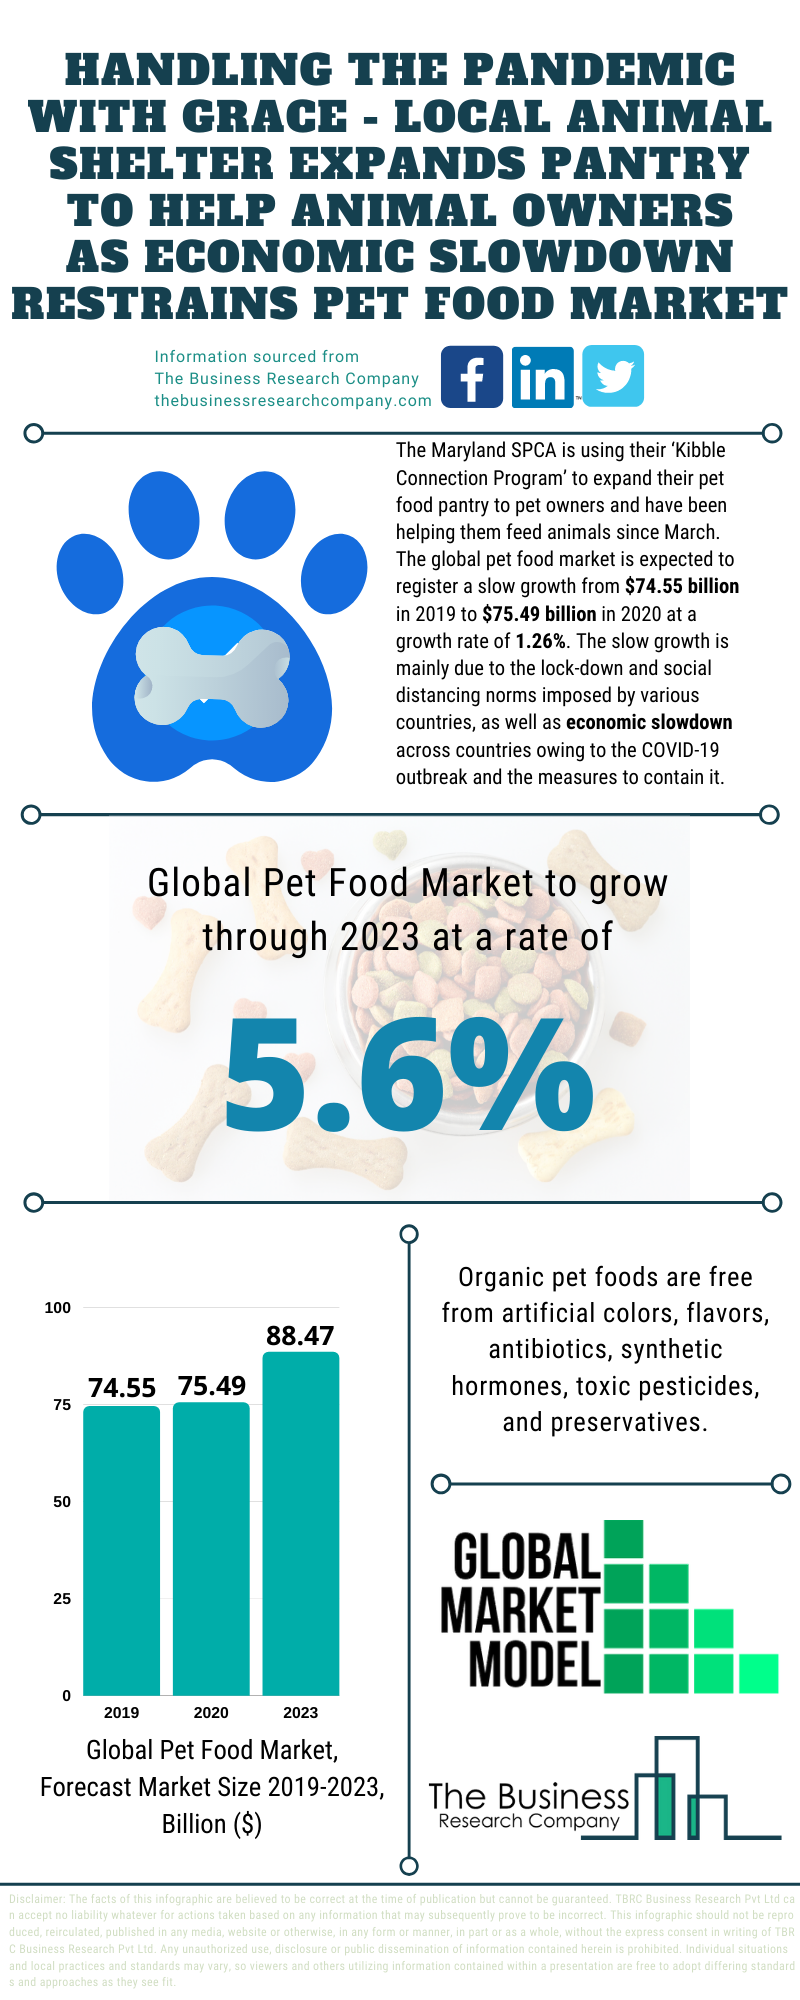 HANDLING THE PANDEMIC
WITH GRACE - LOCAL ANIMAL
SHELTER EXPANDS PANTRY
TO HELP ANIMAL OWNERS
AS ECONOMIC SLOWDOWN
RESTRAINS PET FOOD MARKET
Information sourced from
The Business Research Company
thebusinessresearchcompany.com
f
in
TM
The Maryland SPCA is using their ‘Kibble
Connection Program’ to expand their pet
food pantry to pet owners and have been
helping them feed animals since March.
The global pet food market is expected to
register a slow growth from $74.55 billion
in 2019 to $75.49 billion in 2020 at a
growth rate of 1.26%. The slow growth is
mainly due to the lock-down and social
distancing norms imposed by various
countries, as well as economic slowdown
across countries owing to the COVID-19
outbreak and the measures to contain it.
Global Pet Food Market to grow
through 2023 at a rate of
5.6%
100
75
50
25
0
74.55
75.49
88.47
2019
2020
2023
Global Pet Food Market,
Forecast Market Size 2019-2023,
Billion ($)
Organic pet foods are free
from artificial colors, flavors,
antibiotics, synthetic
hormones, toxic pesticides,
and preservatives.
GLOBAL
MARKET
MODEL
The Business
Research Company
Disclaimer: The facts of this infographic are believed to be correct at the time of publication but cannot be guaranteed. TBRC Business Research Pvt Ltd ca
n accept no liability whatever for actions taken based on any information that may subsequently prove to be incorrect. This infographic should not be repro
duced, reirculated, published in any media, website or otherwise, in any form or manner, in part or as a whole, without the express consent in writing of TBR
C Business Research Pvt Ltd. Any unauthorized use, disclosure or public dissemination of information contained herein is prohibited. Individual situations
and local practices and standards may vary, so viewers and others utilizing information contained within a presentation are free to adopt differing standard
s and approaches as they see fit.